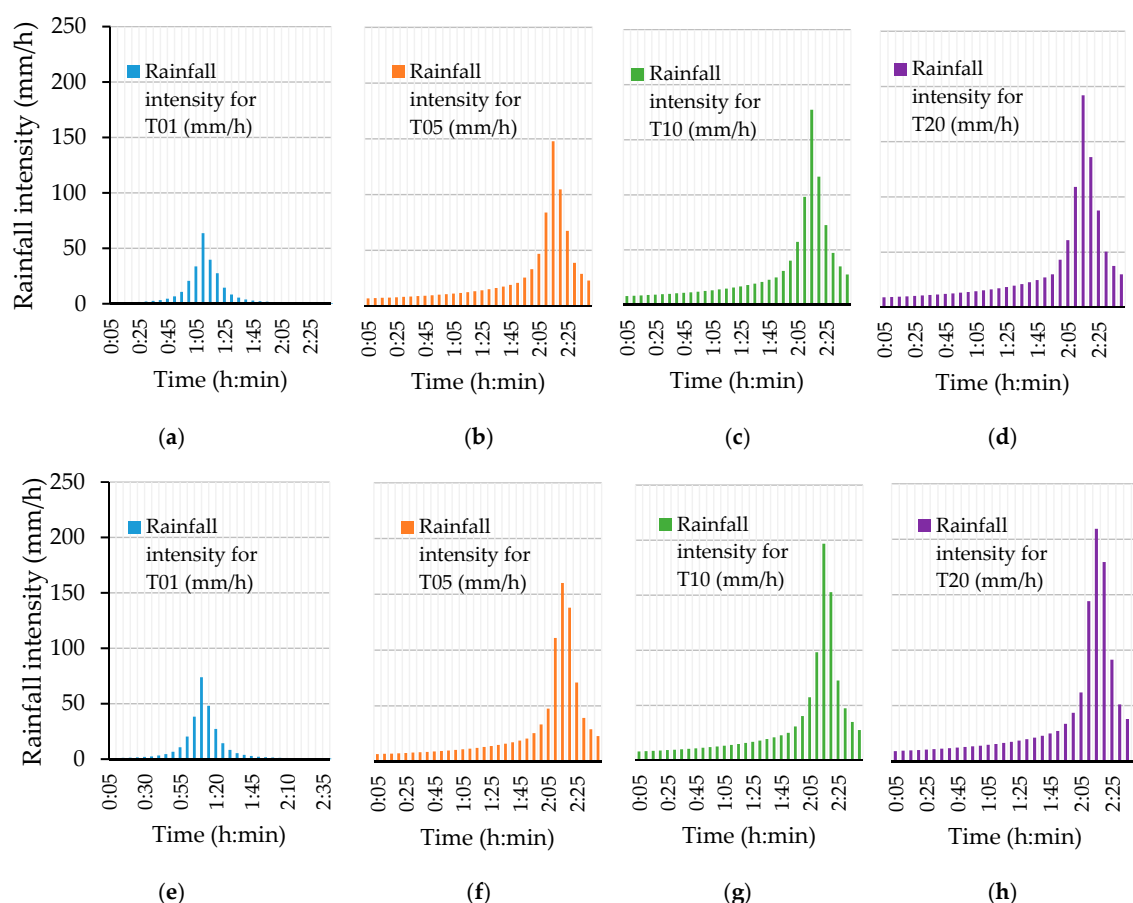 Rainfall intensity (mm/h)
250
200
150
100
50
0
Rainfall
intensity for
T01 (mm/h)
0:05
0:25
0:45
1:05
1:25
1:45
2:05
2:25
Time (h:min)
(a)
Rainfall
intensity for
T05 (mm/h)
0:05
0:25
0:45
1:05
1:25
1:45
2:05
2:25
Time (h:min)
(b)
Rainfall
intensity for
T10 (mm/h)
0:05
0:25
0:45
1:05
1:25
1:45
2:05
2:25
Time (h:min)
(c)
Rainfall
intensity for
T20 (mm/h)
0:05
0:25
0:45
1:05
1:25
1:45
2:05
2:25
Time (h:min)
(d)
Rainfall intensity (mm/h)
250
200
150
100
50
0
Rainfall
intensity for
T01 (mm/h)
0:05
0:30
0:55
1:20
1:45
2:10
2:35
Time (h:min)
(e)
Rainfall
intensity for
T05 (mm/h)
0:05
0:25
0:45
1:05
1:25
1:45
2:05
2:25
Time (h:min)
(f)
Rainfall
intensity for
T10 (mm/h)
0:05
0:25
0:45
1:05
1:25
1:45
2:05
2:25
Time (h:min)
(g)
Rainfall
intensity for
T20 (mm/h)
0:05
0:25
0:45
1:05
1:25
1:45
2:05
2:25
Time (h:min)
(h)